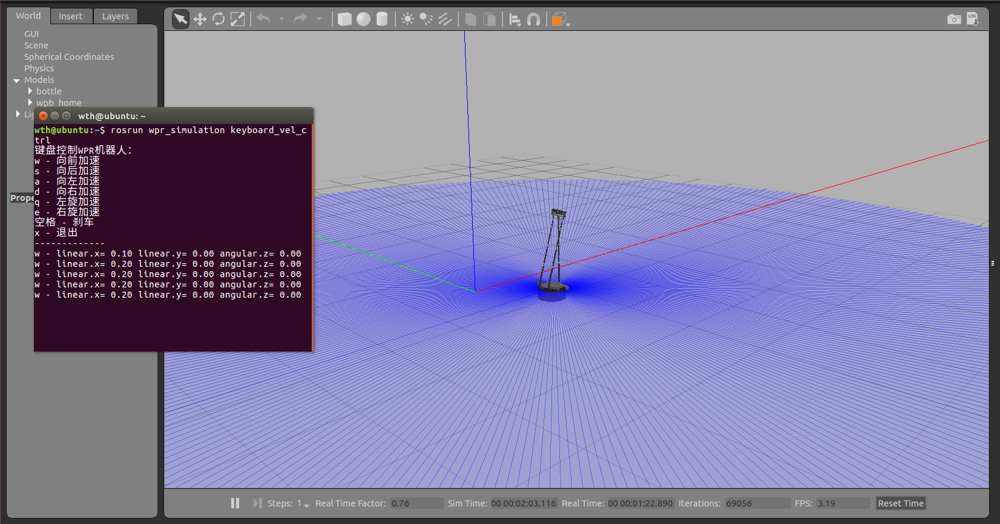 World Insert Layers
GUI
Scene
Spherical Coordinates
Physics
Models
bottle
wpb_home
LOG
wth@ubuntu: ~
wth@ubuntu:~$ rosrun wpr_simulation keyboard_vel_c
trl
键盘控制WPR机器人:
w - 向前加速
s - 向后加速
a - 向左加速
d - 向右加速
q - 左旋加速
e - 右旋加速
空格 - 刹车
x - 退出
-------------
w - linear.x= 0.10 linear.y= 0.00 angular.z= 0.00
w - linear.x= 0.20 linear.y= 0.00 angular.z= 0.00
w - linear.x= 0.20 linear.y= 0.00 angular.z= 0.00
w - linear.x= 0.20 linear.y= 0.00 angular.z= 0.00
w - linear.x= 0.20 linear.y= 0.00 angular.z= 0.00
Steps: 1 Real Time Factor: 0.76 Sim Time: 00 00:02:03.116 Real Time: 00 00:01:22.890 Iterations: 69056 FPS: 3.19 Reset Time